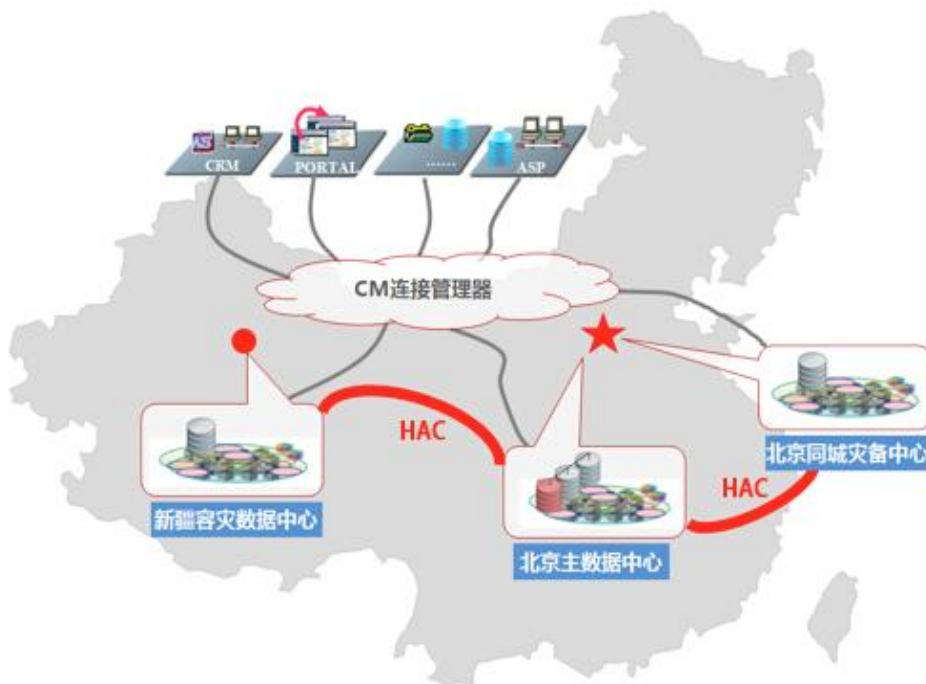 CRM
PORTAL
......
ASP
CM连接管理器
HAC
新疆容灾数据中心
北京主数据中心
HAC
北京同城灾备中心